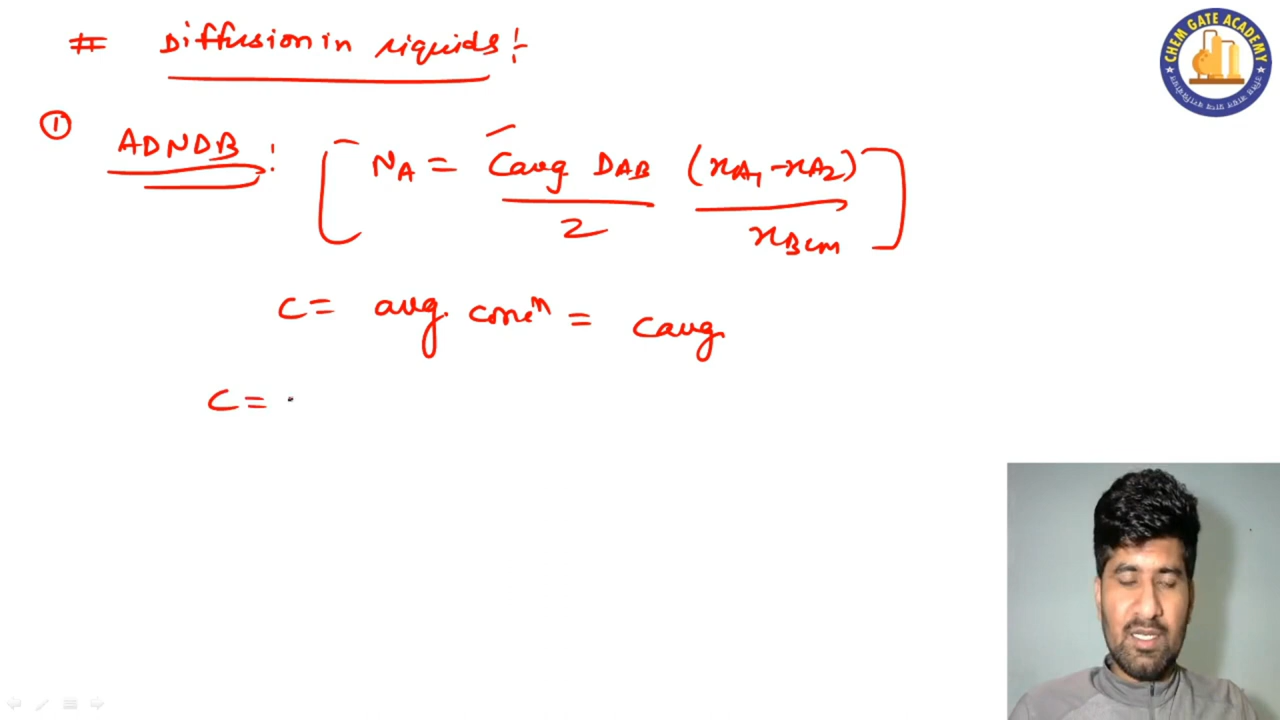 # Diffusion in Liquids :-
① ADNDB : [ NA = Cavg DAB / Z (xA1 - xA2) / xBLM ]
C = avg. concn = Cavg
C =
CHEM GATE ACADEMY